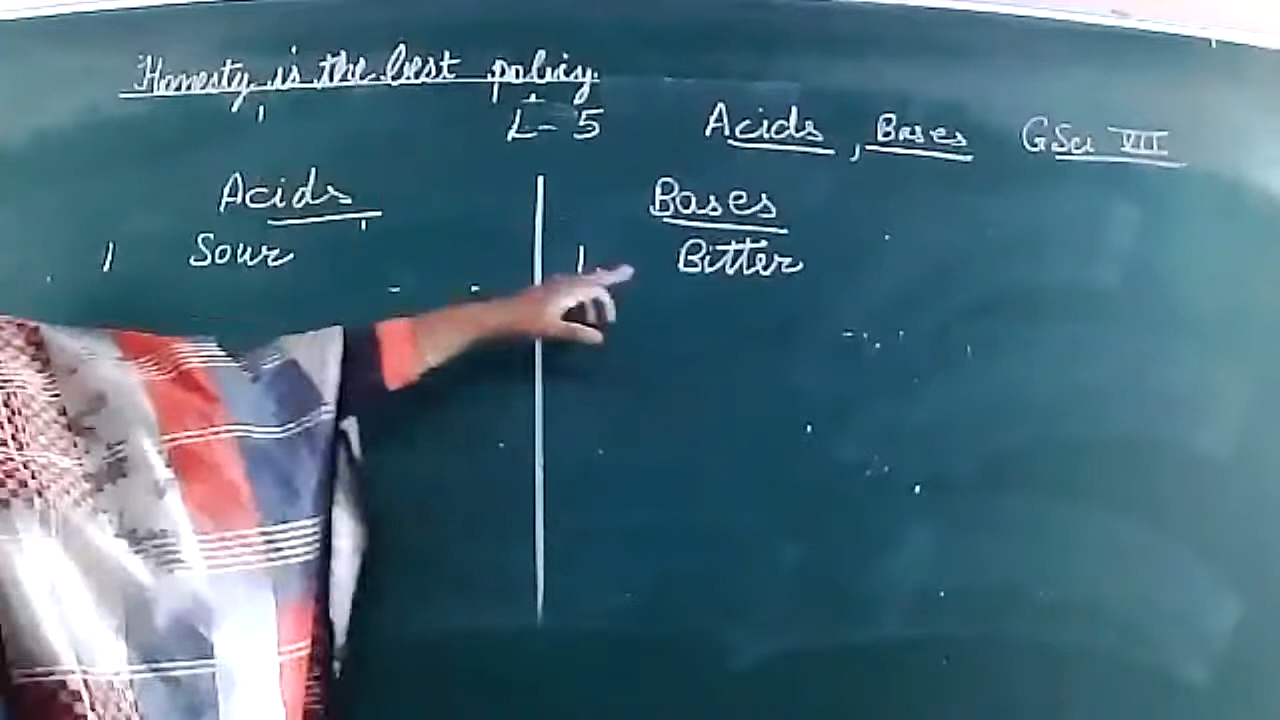 Honesty is the best policy.
L-5 Acids, Bases GSci VII
Acids Bases
1 Sour 1 Bitter